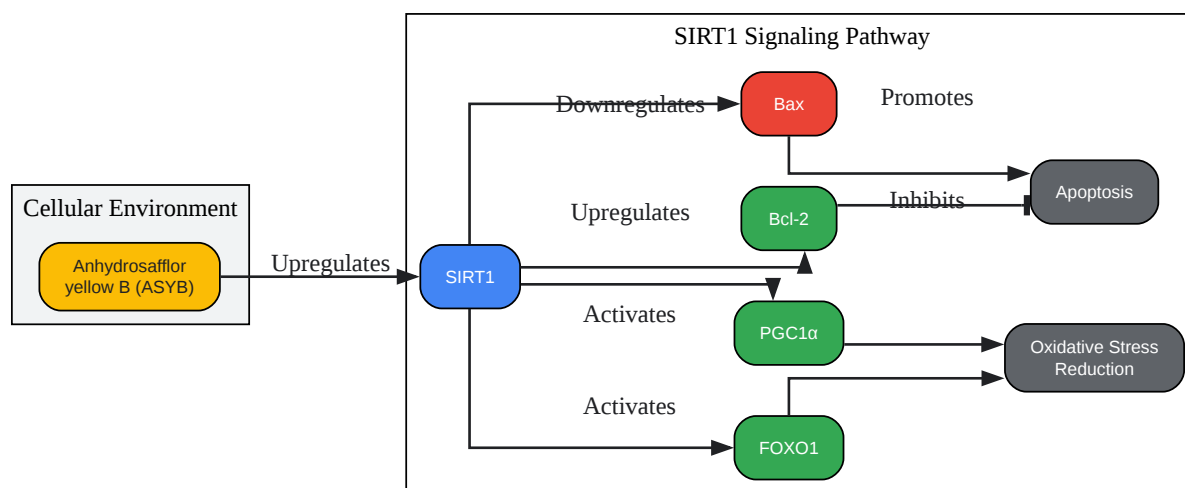 SIRT1 Signaling Pathway
Downregulates
Bax
Promotes
Cellular Environment
Anhydrosafflor
yellow B (ASYB)
Upregulates
SIRT1
Upregulates
Bcl-2
Inhibits
Apoptosis
Activates
PGC1α
Oxidative Stress
Reduction
Activates
FOXO1